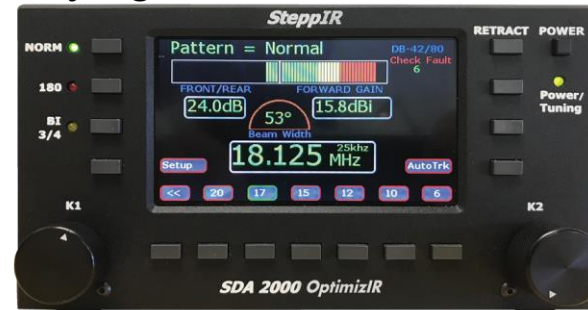 SteppIR
NORM
180
BI
3/4
K1
Pattern = Normal
DB-42/80
Check Fault
6
FRONT/REAR
FORWARD GAIN
24.0dB
15.8dBi
53°
Beam Width
Setup
18.125 MHz
25khz
AutoTrk
<<
20
17
15
12
10
6
RETRACT
POWER
Power/
Tuning
K2
SDA 2000 OptimizIR